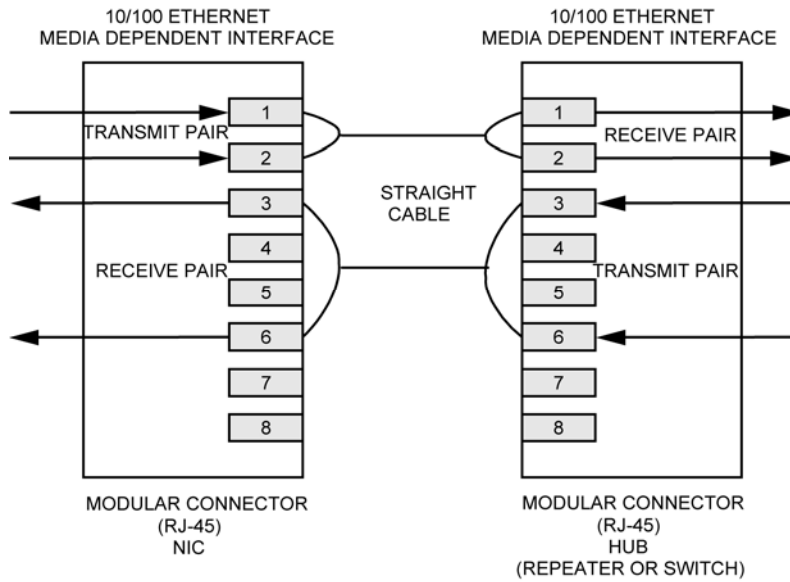 10/100 ETHERNET
MEDIA DEPENDENT INTERFACE
10/100 ETHERNET
MEDIA DEPENDENT INTERFACE
1
TRANSMIT PAIR
2
3
4
RECEIVE PAIR
5
6
7
8
STRAIGHT
CABLE
1
RECEIVE PAIR
2
3
4
TRANSMIT PAIR
5
6
7
8
MODULAR CONNECTOR
(RJ-45)
NIC
MODULAR CONNECTOR
(RJ-45)
HUB
(REPEATER OR SWITCH)